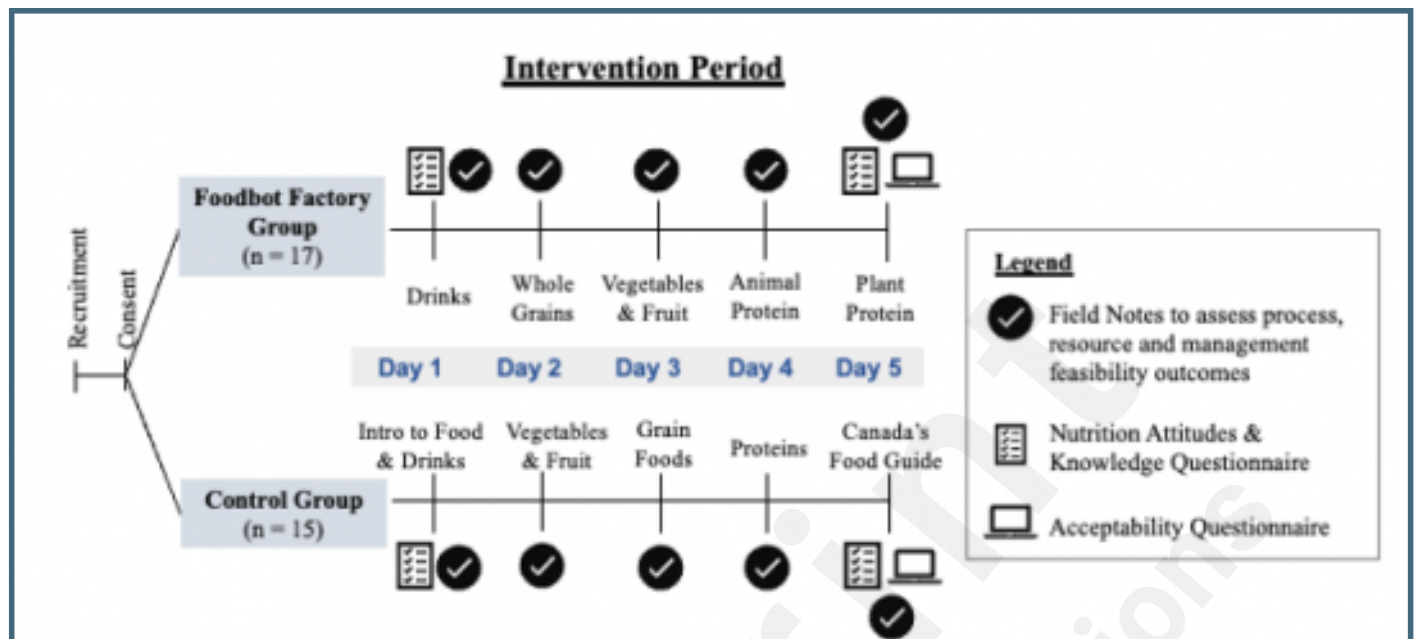 Intervention Period
Foodbot Factory
Group
(n = 17)
Recruitment
Consent
Drinks
Whole
Grains
Vegetables
& Fruit
Animal
Protein
Plant
Protein
Day 1
Day 2
Day 3
Day 4
Day 5
Intro to Food
& Drinks
Vegetables
& Fruit
Grain
Foods
Proteins
Canada's
Food Guide
Control Group
(n = 15)
Legend
Field Notes to assess process,
resource and management
feasibility outcomes
Nutrition Attitudes &
Knowledge Questionnaire
Acceptability Questionnaire